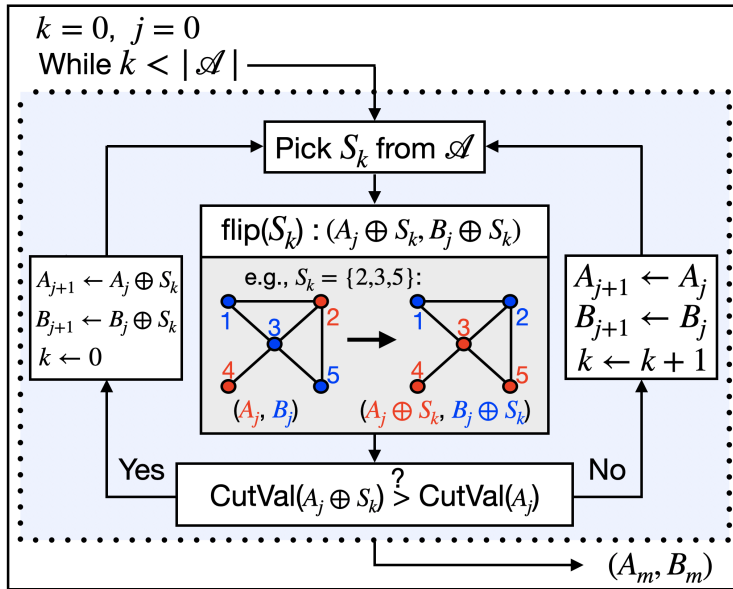 k = 0, j = 0
While k < |𝒜|
Pick S_k from 𝒜
flip(S_k) : (A_j ⊕ S_k, B_j ⊕ S_k)
e.g., S_k = {2,3,5}:
1 2 3 4 5
(A_j, B_j)
1 2 3 4 5
(A_j ⊕ S_k, B_j ⊕ S_k)
A_{j+1} ← A_j ⊕ S_k
B_{j+1} ← B_j ⊕ S_k
k ← 0
A_{j+1} ← A_j
B_{j+1} ← B_j
k ← k + 1
Yes
CutVal(A_j ⊕ S_k) >? CutVal(A_j)
No
(A_m, B_m)